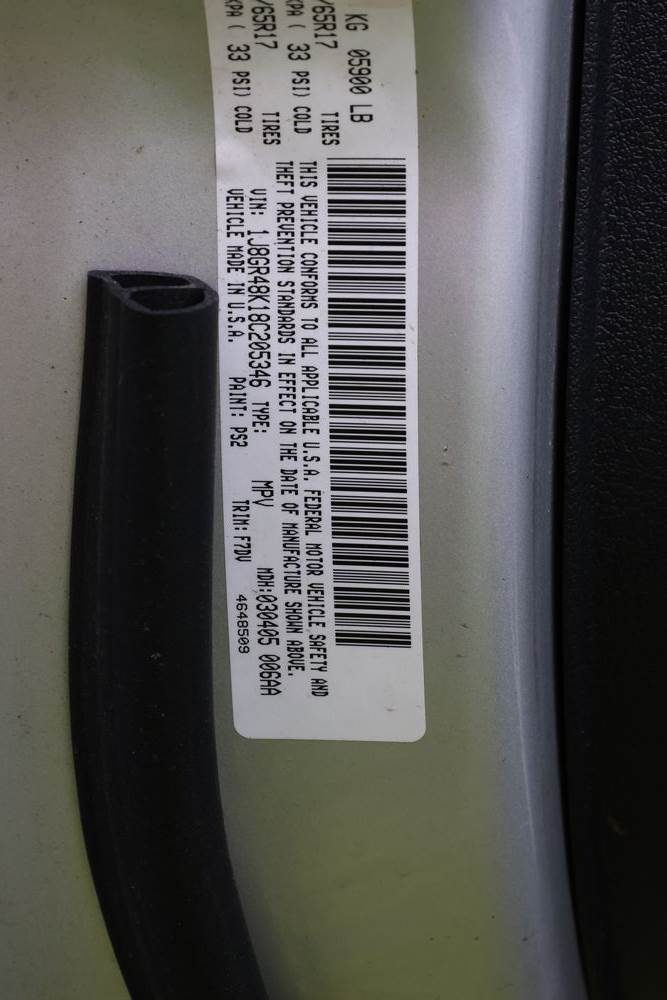 KG 05900 LB
/65R17 TIRES
KPA ( 33 PSI) COLD
/65R17 TIRES
KPA ( 33 PSI) COLD
THIS VEHICLE CONFORMS TO ALL APPLICABLE U.S.A. FEDERAL MOTOR VEHICLE SAFETY AND
THEFT PREVENTION STANDARDS IN EFFECT ON THE DATE OF MANUFACTURE SHOWN ABOVE.
VIN: 1J8GR48K18C205346 TYPE: MPV MDH:030405 006AA
VEHICLE MADE IN U.S.A. PAINT: PS2 TRIM: F7DV 4648509